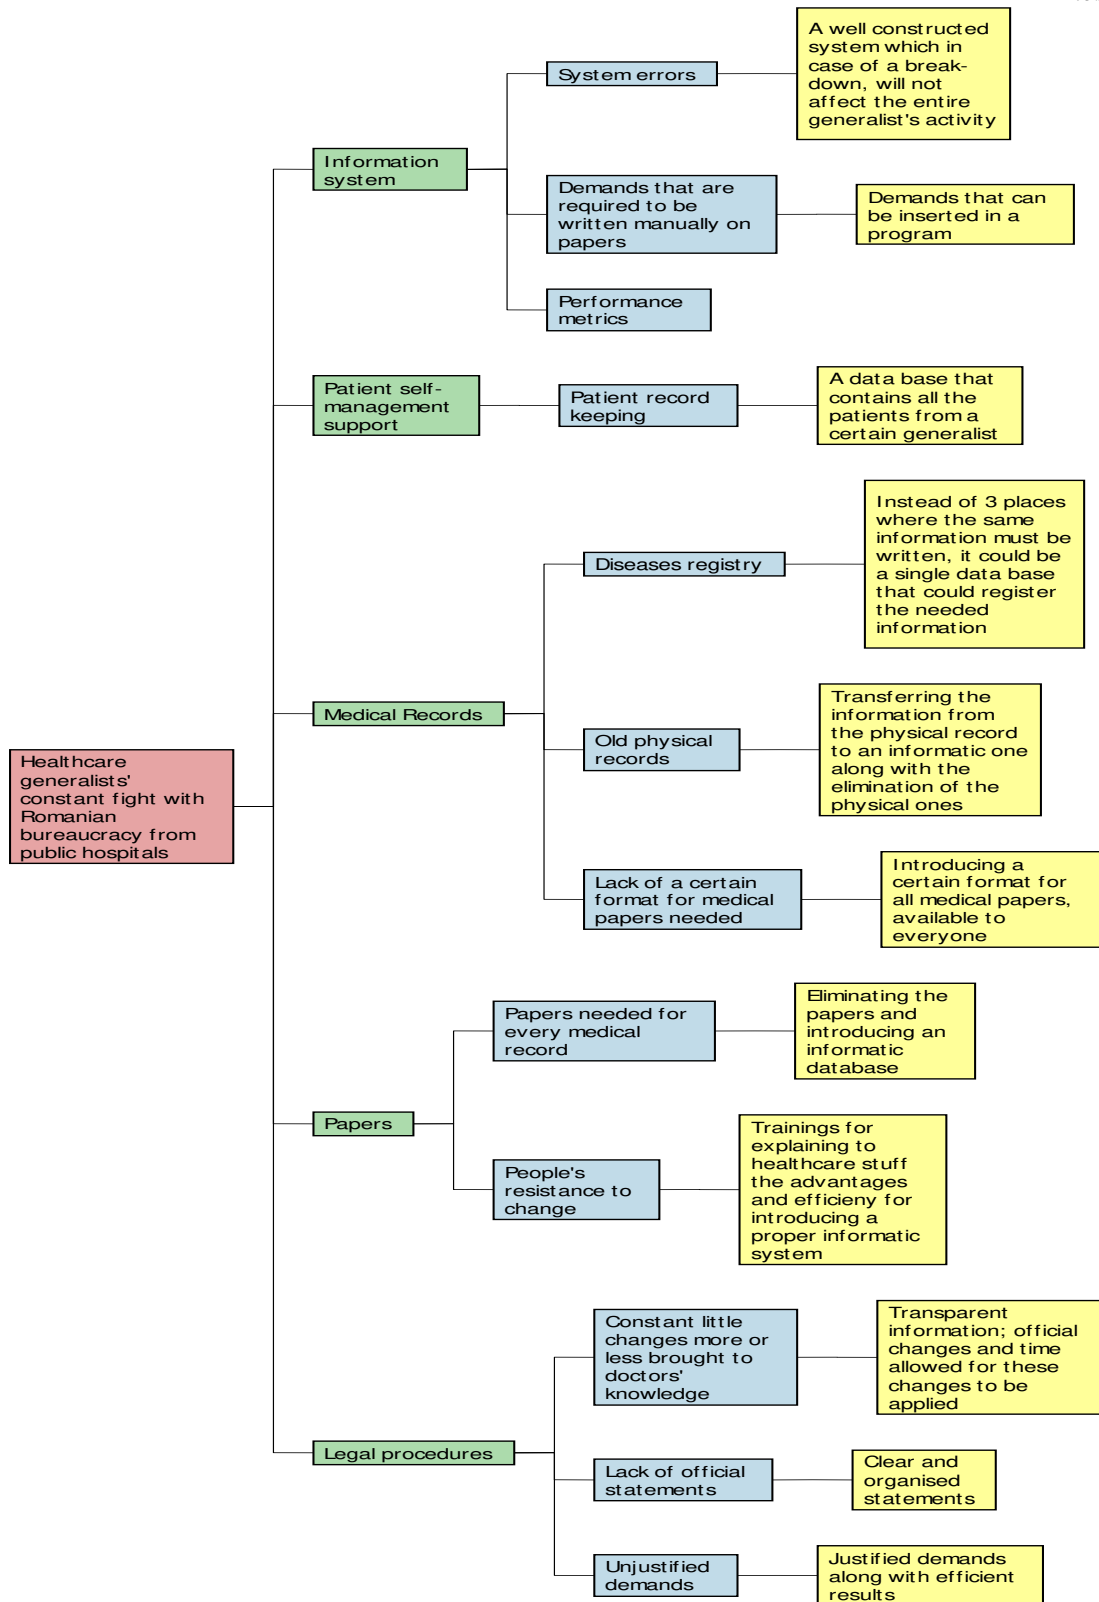 Healthcare
generalists'
constant fight with
Romanian
bureaucracy from
public hospitals
Information
system
System errors
A well constructed
system which in
case of a break-
down, will not
affect the entire
generalist's activity
Demands that are
required to be
written manually on
papers
Demands that can
be inserted in a
program
Performance
metrics
Patient self-
management
support
Patient record
keeping
A data base that
contains all the
patients from a
certain generalist
Medical Records
Diseases registry
Instead of 3 places
where the same
information must be
written, it could be
a single data base
that could register
the needed
information
Old physical
records
Transferring the
information from
the physical record
to an informatic one
along with the
elimination of the
physical ones
Lack of a certain
format for medical
papers needed
Introducing a
certain format for
all medical papers,
available to
everyone
Papers
Papers needed for
every medical
record
Eliminating the
papers and
introducing an
informatic
database
People's
resistance to
change
Trainings for
explaining to
healthcare stuff
the advantages
and efficieny for
introducing a
proper informatic
system
Legal procedures
Constant little
changes more or
less brought to
doctors'
knowledge
Transparent
information; official
changes and time
allowed for these
changes to be
applied
Lack of official
statements
Clear and
organised
statements
Unjustified
demands
Justified demands
along with efficient
results